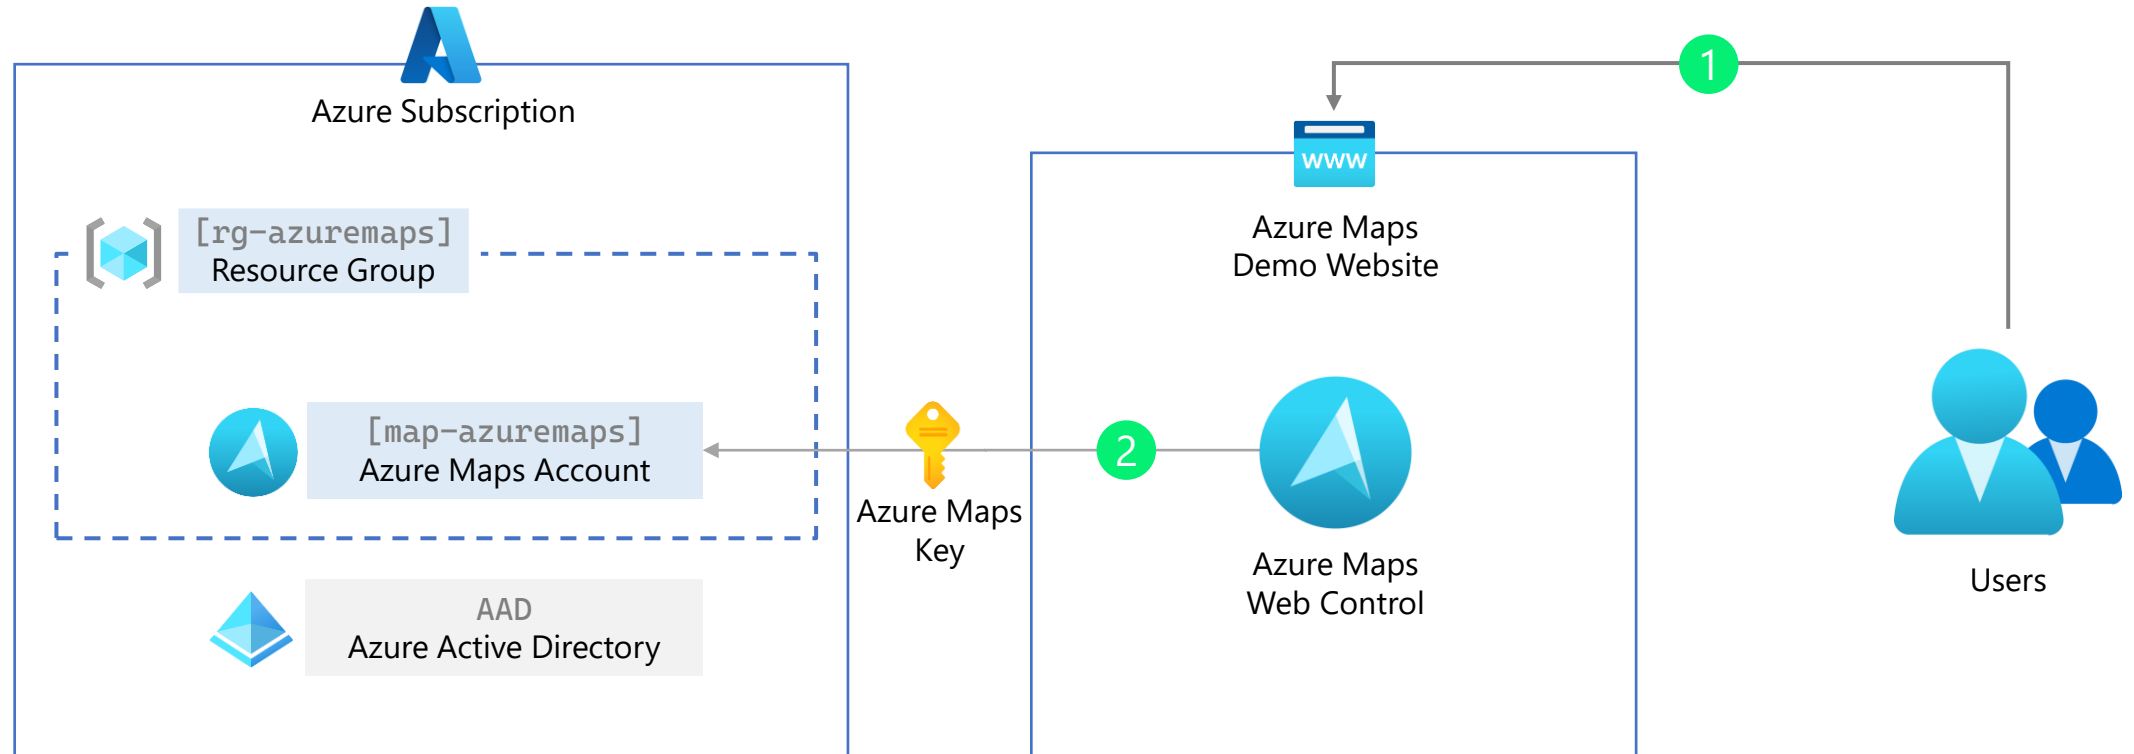 Azure Subscription
[rg-azuremaps]
Resource Group
[map-azuremaps]
Azure Maps Account
AAD
Azure Active Directory
Azure Maps
Key
2
www
Azure Maps
Demo Website
Azure Maps
Web Control
1
Users